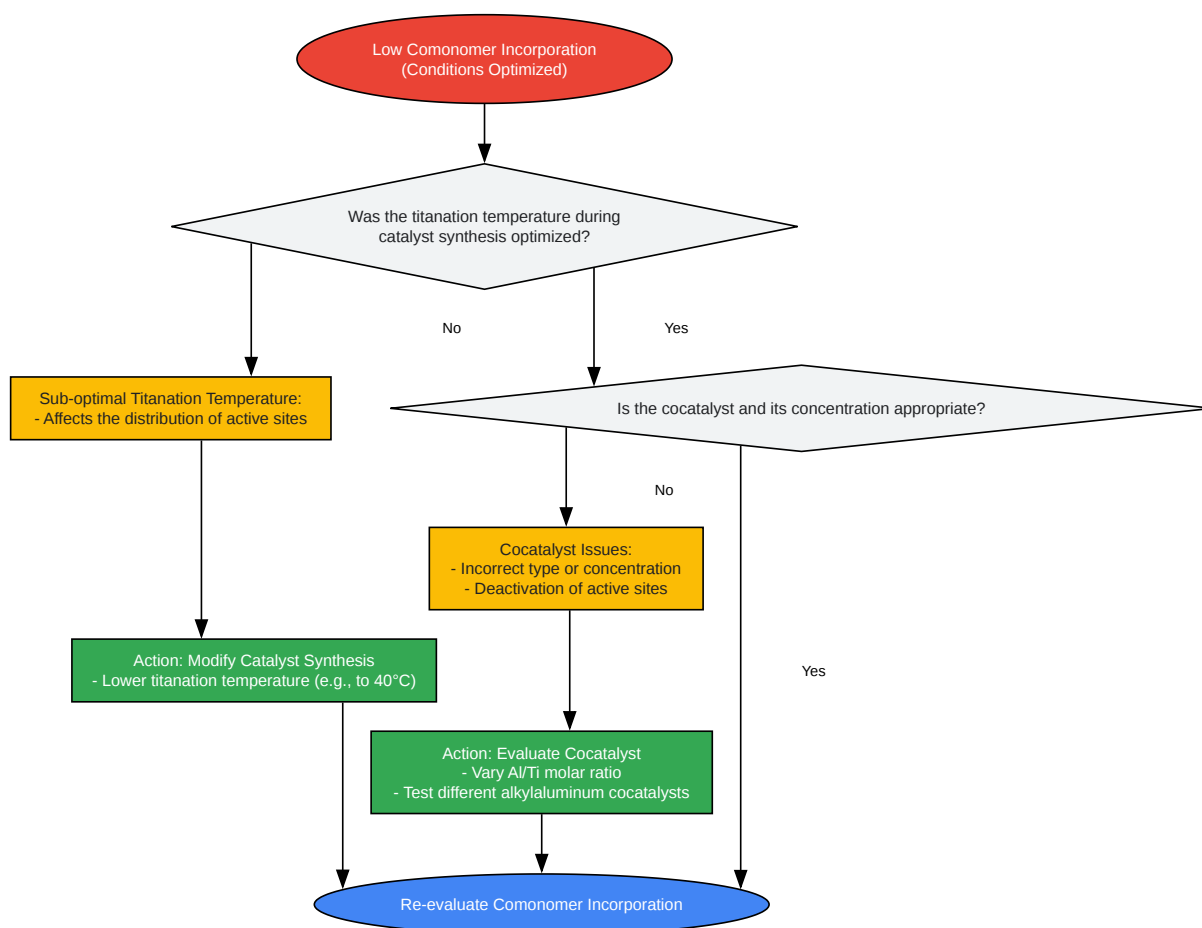 Low Comonomer Incorporation
(Conditions Optimized)
Was the titanation temperature during
catalyst synthesis optimized?
No
Yes
Sub-optimal Titanation Temperature:
- Affects the distribution of active sites
Is the cocatalyst and its concentration appropriate?
No
Cocatalyst Issues:
- Incorrect type or concentration
- Deactivation of active sites
Action: Modify Catalyst Synthesis
- Lower titanation temperature (e.g., to 40°C)
Yes
Action: Evaluate Cocatalyst
- Vary Al/Ti molar ratio
- Test different alkylaluminum cocatalysts
Re-evaluate Comonomer Incorporation